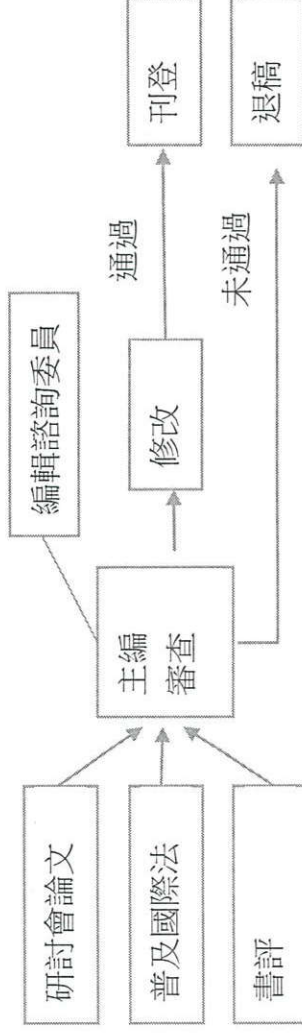 研討會論文
普及國際法
書評
主編
審查
編輯諮詢委員
修改
通過
未通過
刊登
退稿